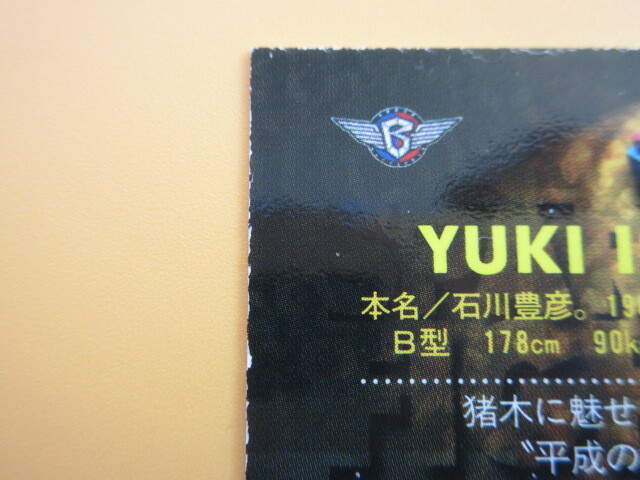 B
YUKI I
本名／石川豊彦。19
B型 178cm 90k
猪木に魅せ
〝平成の